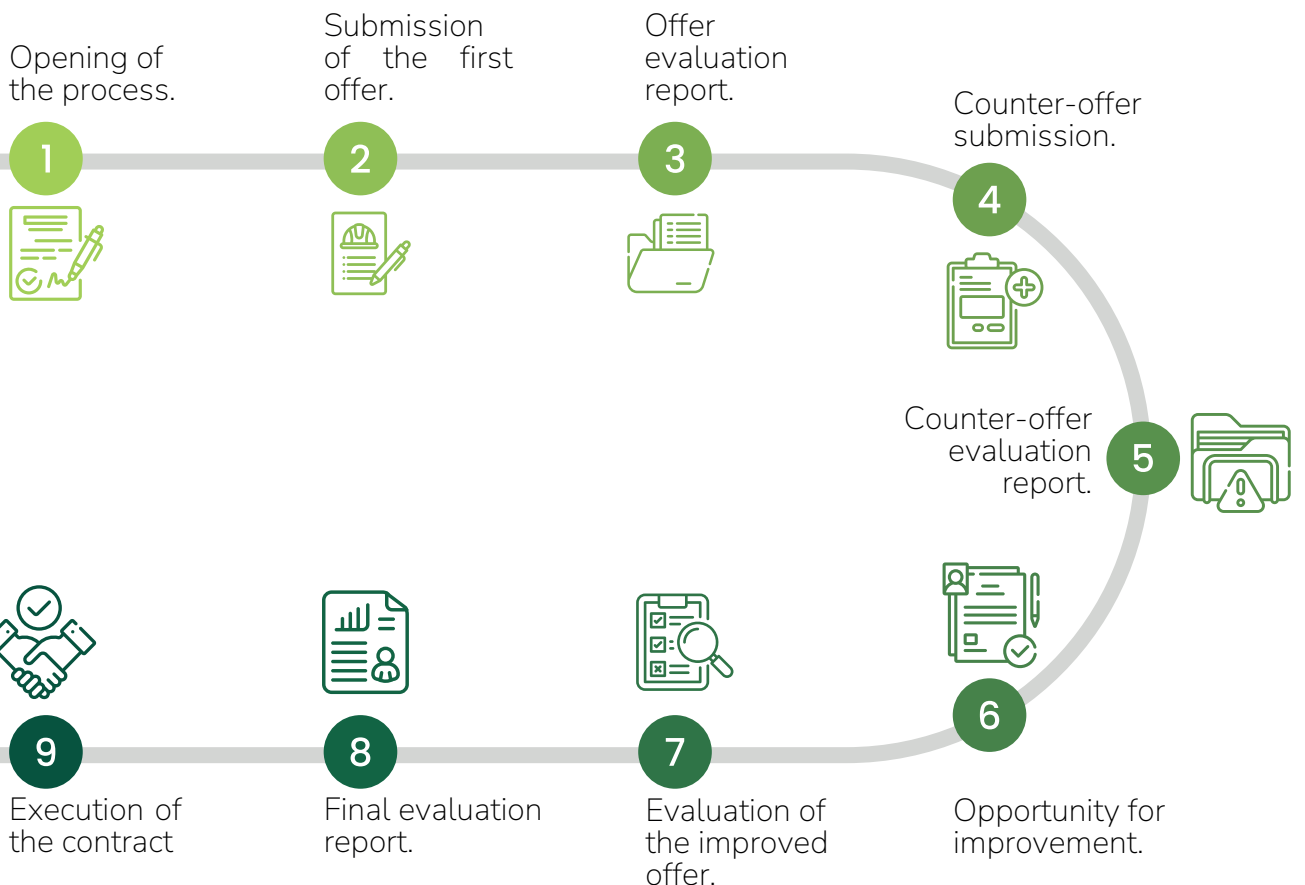 Opening of
the process.
1
Submission
of the first
offer.
2
Offer
evaluation
report.
3
Counter-offer
submission.
4
Counter-offer
evaluation
report.
5
6
Opportunity for
improvement.
7
Evaluation of
the improved
offer.
8
Final evaluation
report.
9
Execution of
the contract